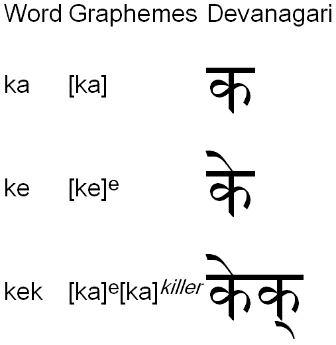 Word Graphemes Devanagari
ka [ka] क
ke [ke]e के
kek [ka]e[ka]killer केक्